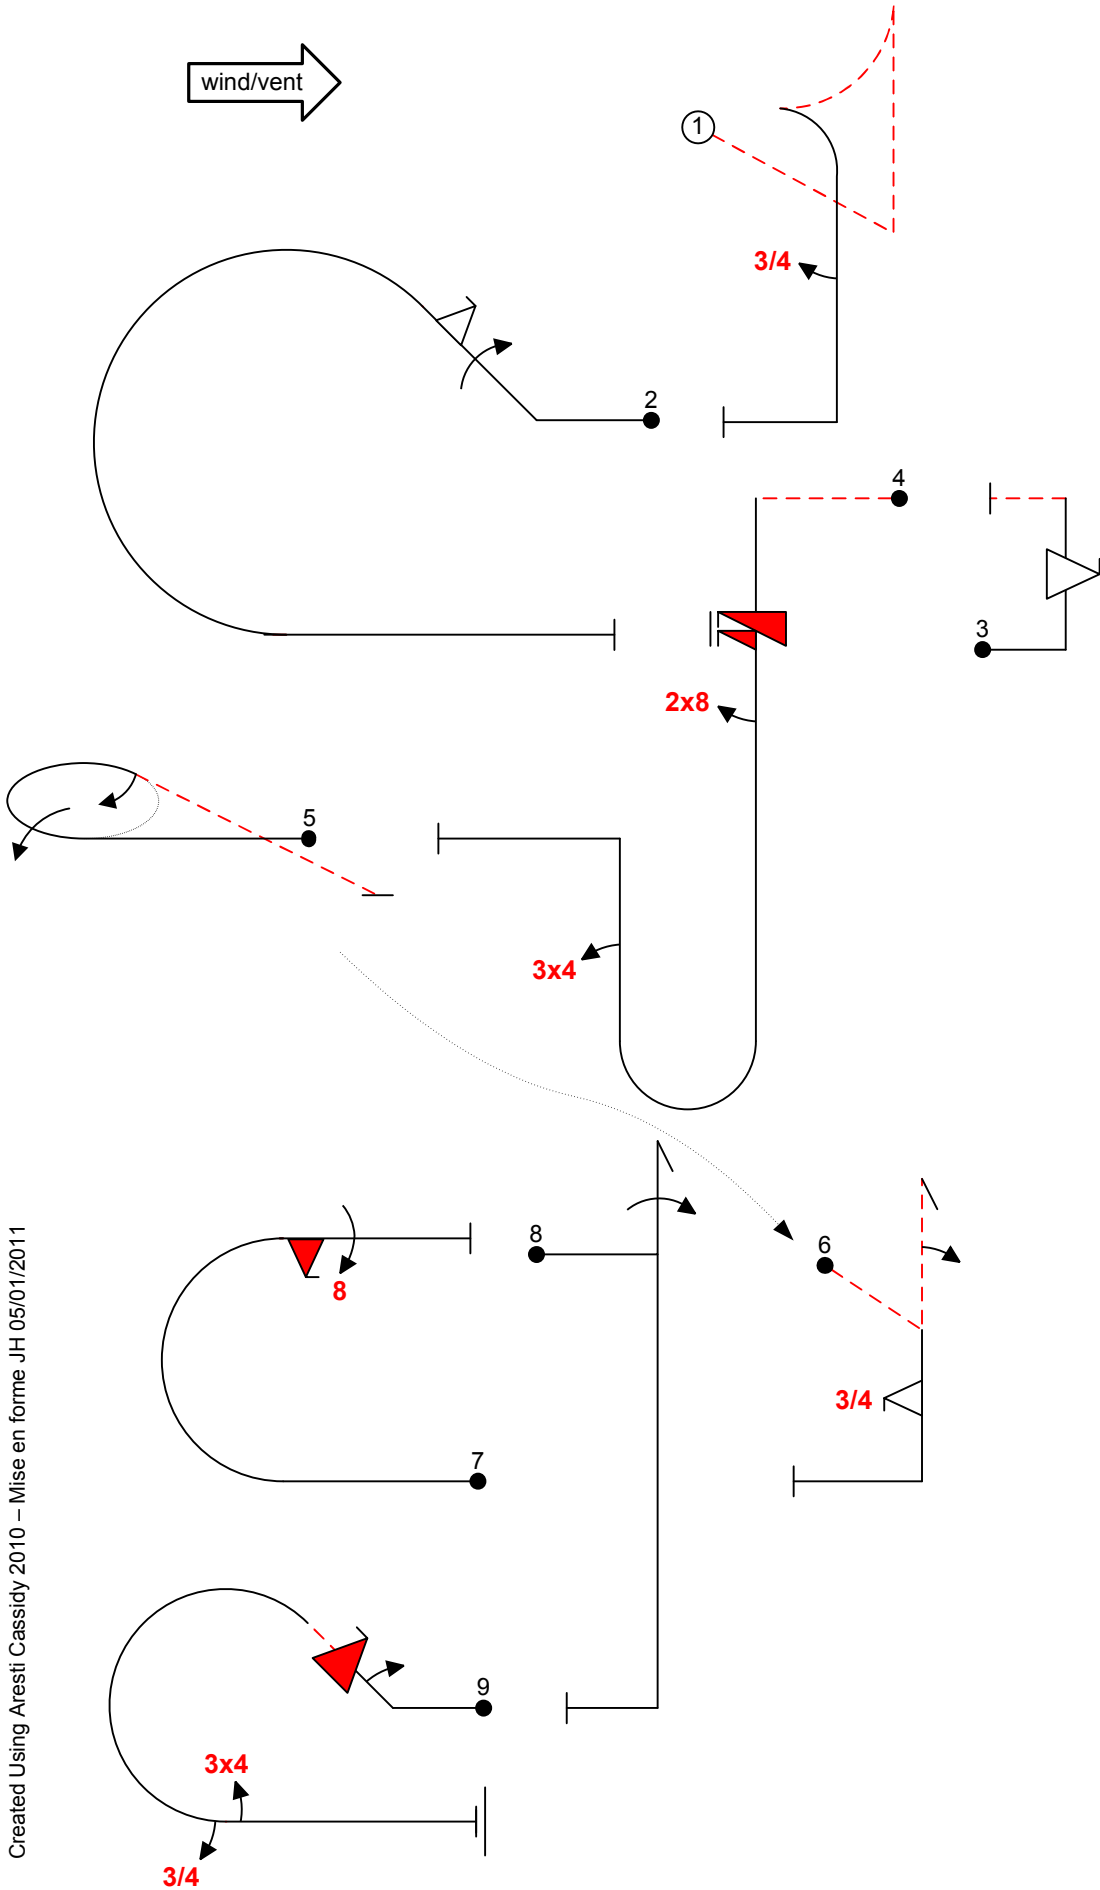 wind/vent
1
3/4
2
4
3
2x8
5
3x4
8
6
8
3/4
7
9
3x4
3/4
Created Using Aresti Cassidy 2010 – Mise en forme JH 05/01/2011